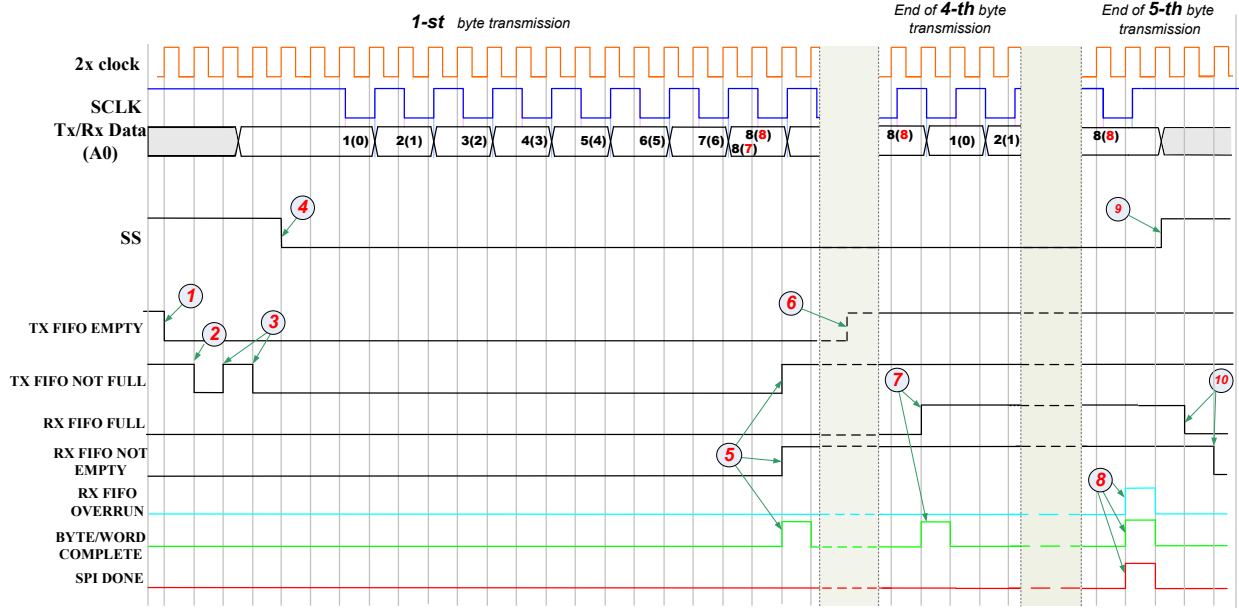 1-st byte transmission
End of 4-th byte
transmission
End of 5-th byte
transmission
2x clock
SCLK
Tx/Rx Data
(A0)
1(0) 2(1) 3(2) 4(3) 5(4) 6(5) 7(6) 8(8)
8(7)
8(8) 1(0) 2(1)
8(8)
4
9
SS
1
2
3
6
TX FIFO EMPTY
TX FIFO NOT FULL
7
10
RX FIFO FULL
5
RX FIFO NOT
EMPTY
8
RX FIFO
OVERRUN
BYTE/WORD
COMPLETE
SPI DONE